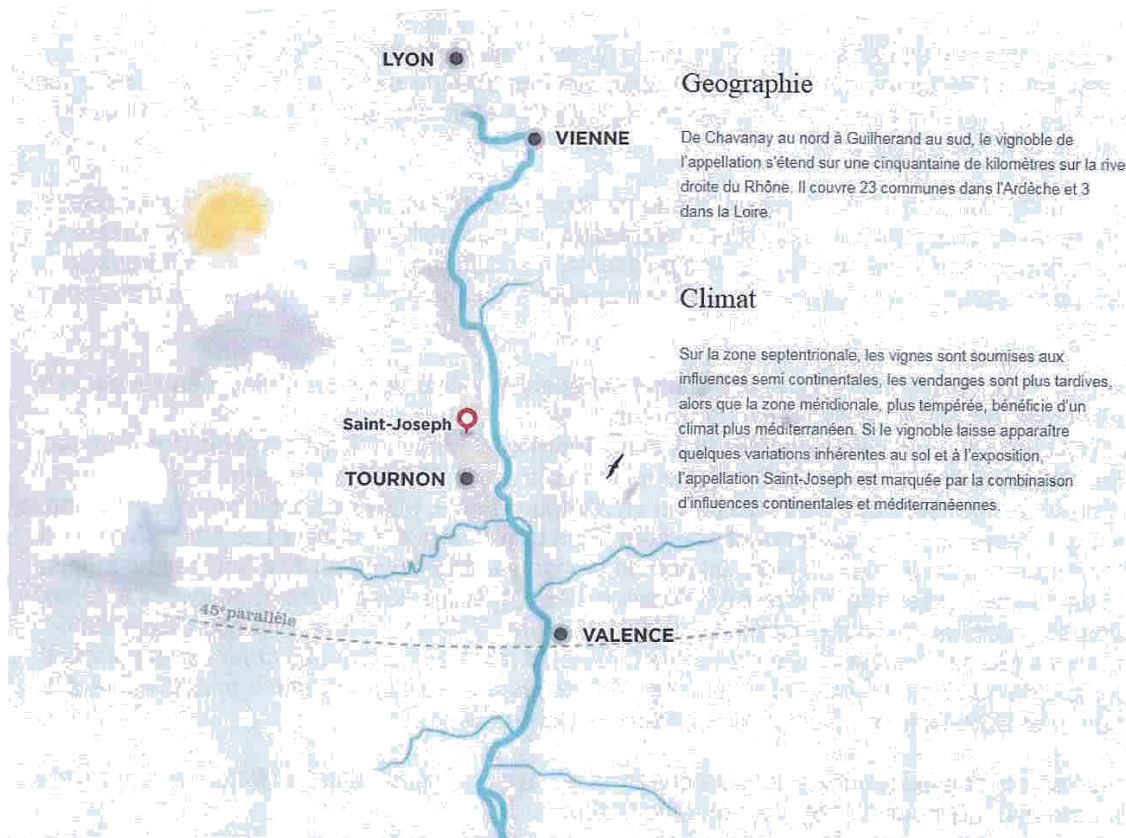 LYON
VIENNE
Saint-Joseph
TOURNON
45e parallèle
VALENCE
Geographie
De Chavanay au nord à Guilherand au sud, le vignoble de
l'appellation s'étend sur une cinquantaine de kilomètres sur la rive
droite du Rhône. Il couvre 23 communes dans l'Ardèche et 3
dans la Loire.
Climat
Sur la zone septentrionale, les vignes sont soumises aux
influences semi continentales, les vendanges sont plus tardives,
alors que la zone méridionale, plus tempérée, bénéficie d'un
climat plus méditerranéen. Si le vignoble laisse apparaître
quelques variations inhérentes au sol et à l'exposition,
l'appellation Saint-Joseph est marquée par la combinaison
d'influences continentales et méditerranéennes.